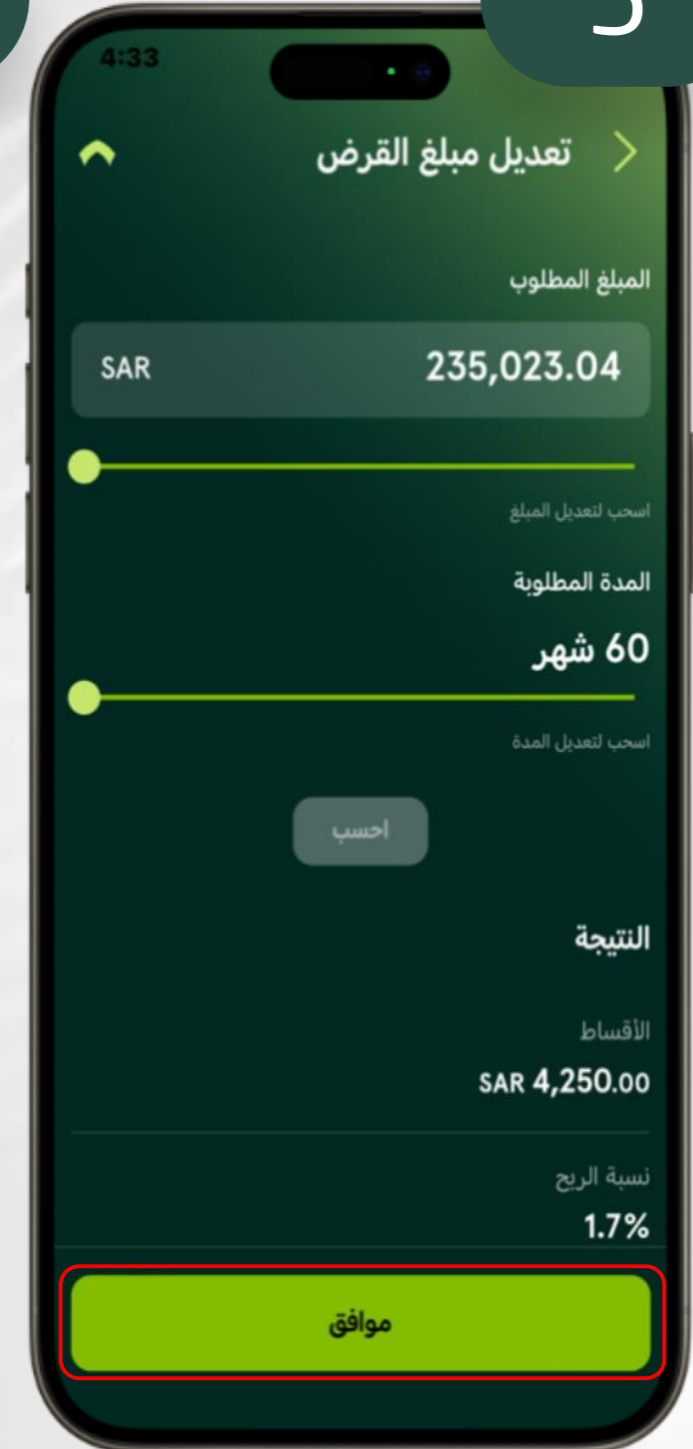 4:33
تعديل مبلغ القرض
المبلغ المطلوب
235,023.04 SAR
اسحب لتعديل المبلغ
المدة المطلوبة
60 شهر
اسحب لتعديل المدة
احسب
النتيجة
الأقساط
SAR 4,250.00
نسبة الربح
1.7%
موافق